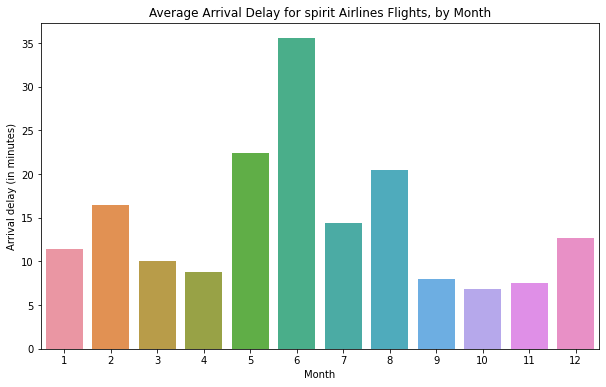 Average Arrival Delay for spirit Airlines Flights, by Month
Arrival delay (in minutes)
35
30
25
20
15
10
5
0
1 2 3 4 5 6 7 8 9 10 11 12
Month